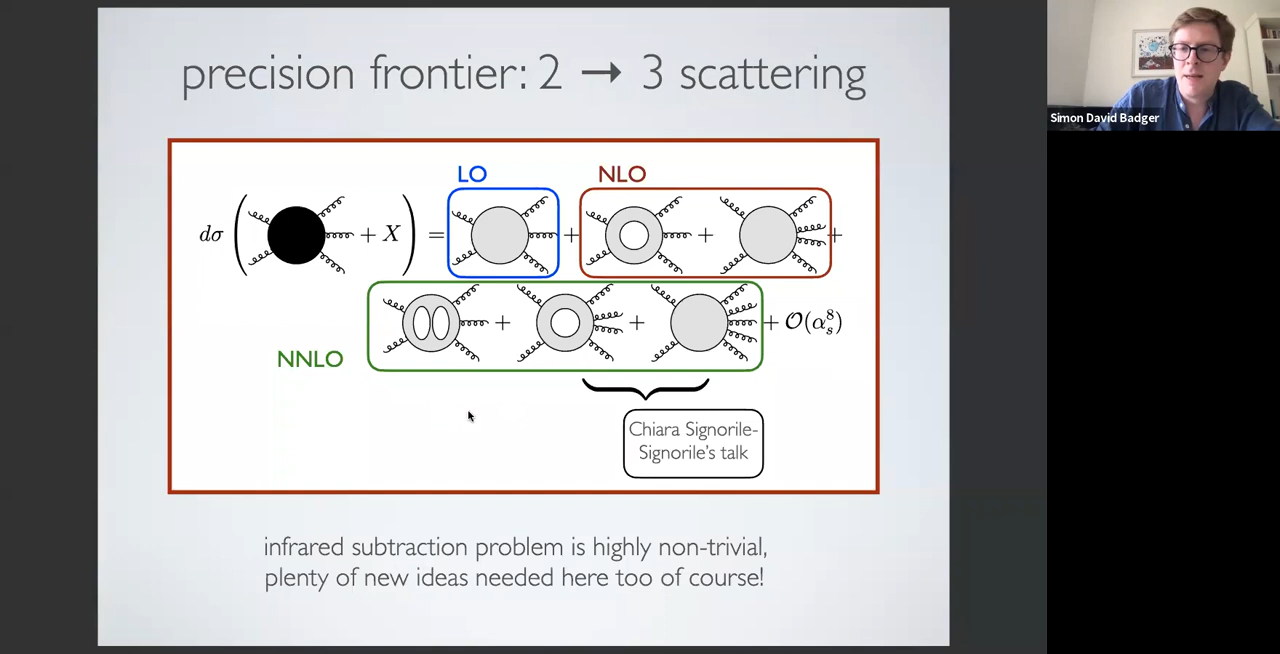 precision frontier: 2 → 3 scattering
Simon David Badger
LO
NLO
dσ ( + X ) = + + +
+ + + O(α_s^8)
NNLO
Chiara Signorile-
Signorile's talk
infrared subtraction problem is highly non-trivial,
plenty of new ideas needed here too of course!